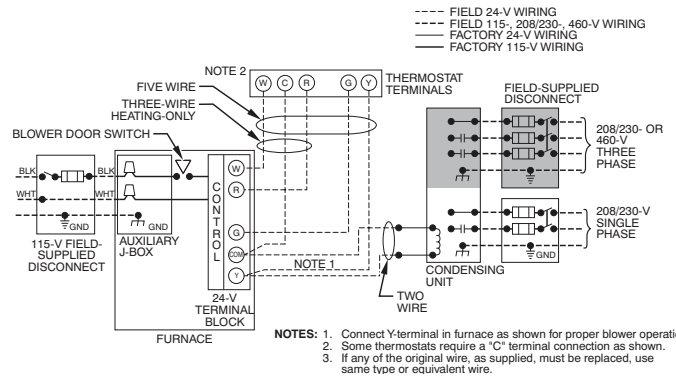 FIELD 24-V WIRING
FIELD 115-, 208/230-, 460-V WIRING
FACTORY 24-V WIRING
FACTORY 115-V WIRING
NOTE 2
W C R G Y
THERMOSTAT
TERMINALS
FIVE WIRE
THREE-WIRE
HEATING-ONLY
BLOWER DOOR SWITCH
FIELD-SUPPLIED
DISCONNECT
208/230- OR
460-V
THREE
PHASE
BLK
BLK
WHT
WHT
GND
GND
115-V FIELD-
SUPPLIED
DISCONNECT
AUXILIARY
J-BOX
CONTROL
W
R
G
COM
Y
24-V
TERMINAL
BLOCK
FURNACE
NOTE 1
TWO
WIRE
CONDENSING
UNIT
GND
208/230-V
SINGLE
PHASE
NOTES: 1. Connect Y-terminal in furnace as shown for proper blower operati
2. Some thermostats require a "C" terminal connection as shown.
3. If any of the original wire, as supplied, must be replaced, use
same type or equivalent wire.